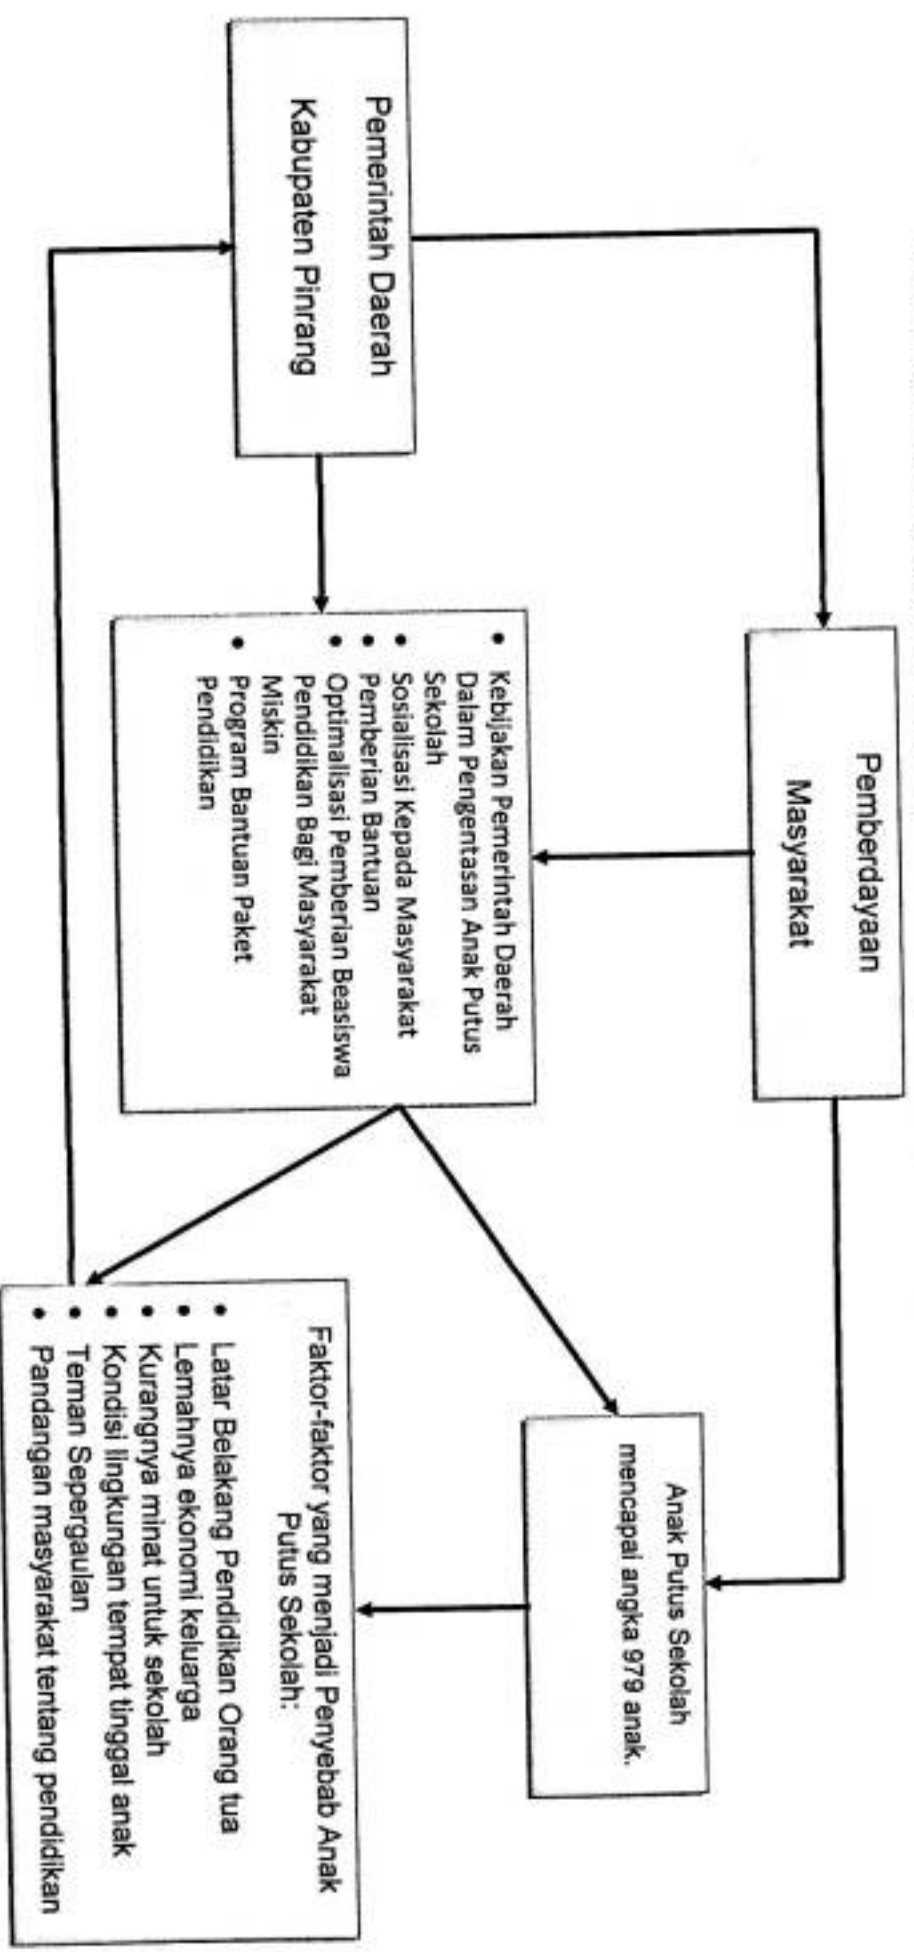 Pemberdayaan
Masyarakat
Pemerintah Daerah
Kabupaten Pinrang
• Kebijakan Pemerintah Daerah
Dalam Pengentasan Anak Putus
Sekolah
• Sosialisasi Kepada Masyarakat
• Pemberian Bantuan
• Optimalisasi Pemberian Beasiswa
Pendidikan Bagi Masyarakat
Miskin
• Program Bantuan Paket
Pendidikan
Anak Putus Sekolah
mencapai angka 979 anak.
Faktor-faktor yang menjadi Penyebab Anak
Putus Sekolah:
• Latar Belakang Pendidikan Orang tua
• Lemahnya ekonomi keluarga
• Kurangnya minat untuk sekolah
• Kondisi lingkungan tempat tinggal anak
• Teman Sepergaulan
• Pandangan masyarakat tentang pendidikan